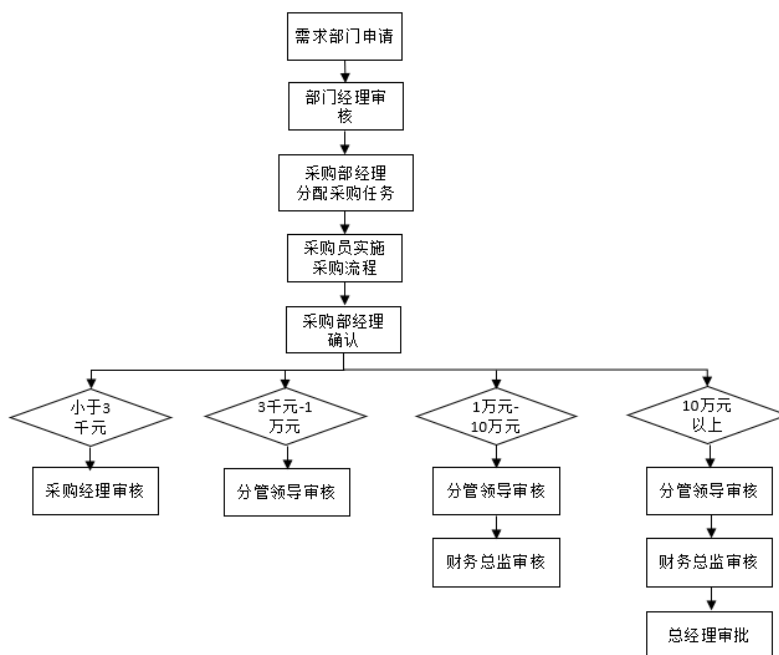 需求部门申请
部门经理审
核
采购部经理
分配采购任务
采购员实施
采购流程
采购部经理
确认
小于3
千元
3千元-1
万元
1万元-
10万元
10万元
以上
采购经理审核
分管领导审核
分管领导审核
分管领导审核
财务总监审核
财务总监审核
总经理审批